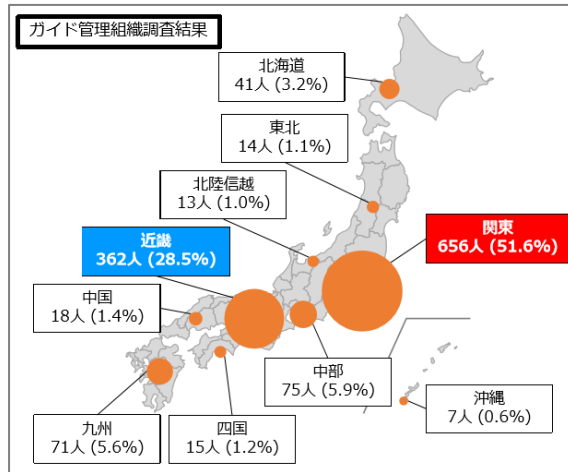 ガイド管理組織調査結果
北海道
41人 (3.2%)
東北
14人 (1.1%)
北陸信越
13人 (1.0%)
関東
656人 (51.6%)
近畿
362人 (28.5%)
中国
18人 (1.4%)
中部
75人 (5.9%)
沖縄
7人 (0.6%)
九州
71人 (5.6%)
四国
15人 (1.2%)